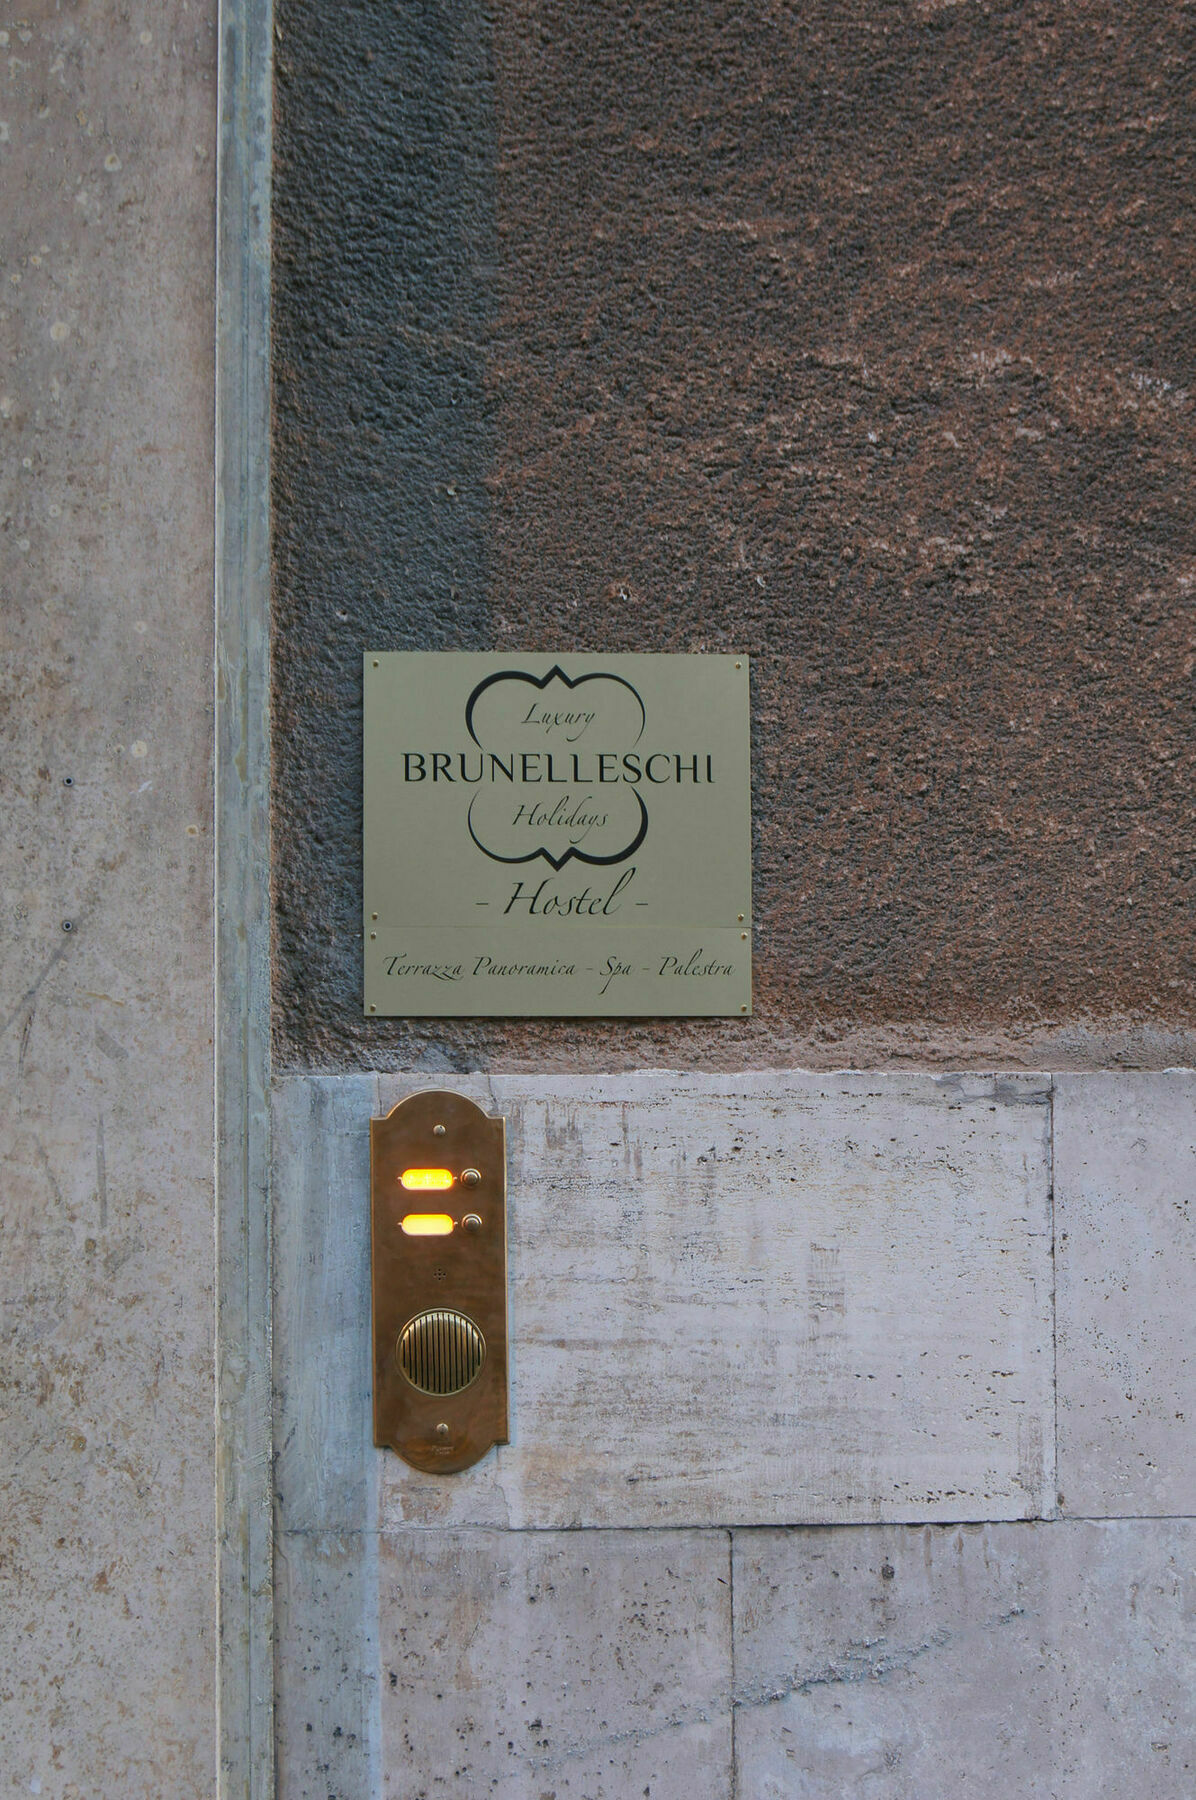 Luxury
BRUNELLESCHI
Holidays
- Hostel -
Terrazza Panoramica - Spa - Palestra